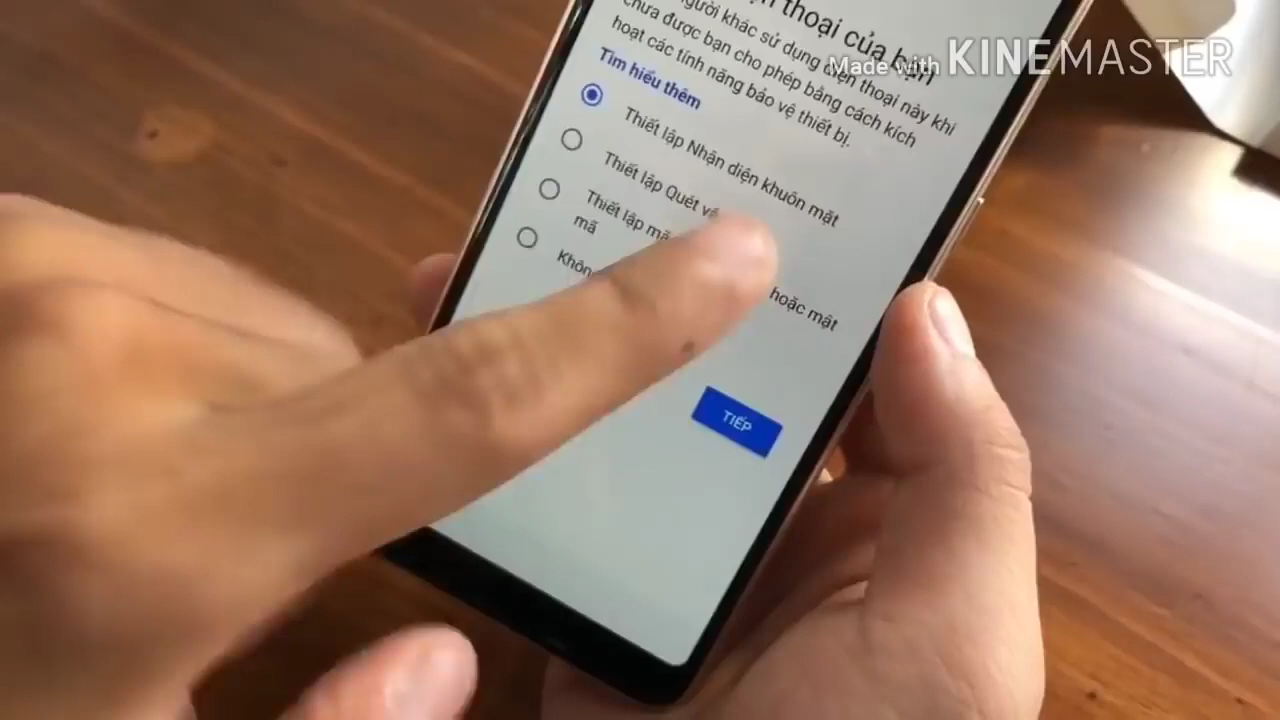 thoại của bạn
người khác sử dụng điện thoại này khi
chưa được bạn cho phép bằng cách kích
hoạt các tính năng bảo vệ thiết bị.
Tìm hiểu thêm
Thiết lập Nhận diện khuôn mặt
Thiết lập Quét
Thiết lập mã hoặc mật
mã
TIẾP
Made with KINEMASTER